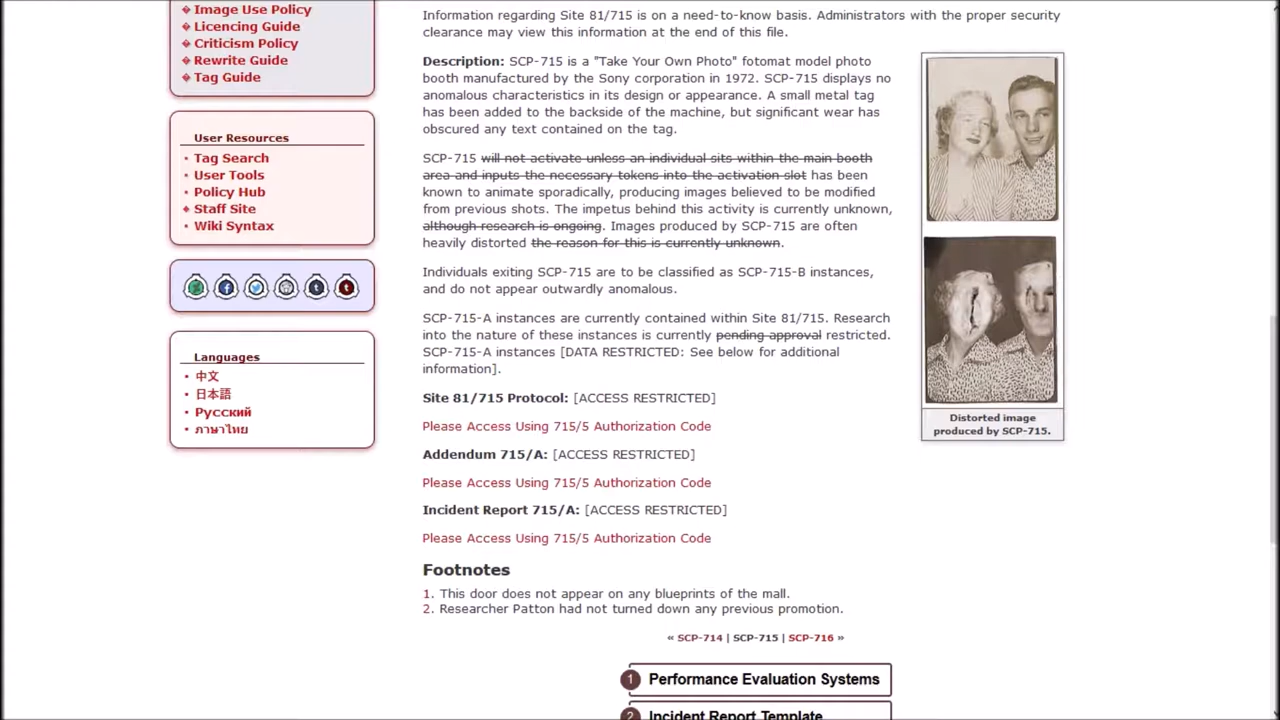 Image Use Policy
Licencing Guide
Criticism Policy
Rewrite Guide
Tag Guide
User Resources
Tag Search
User Tools
Policy Hub
Staff Site
Wiki Syntax
Languages
中文
日本語
Русский
ภาษาไทย
Information regarding Site 81/715 is on a need-to-know basis. Administrators with the proper security
clearance may view this information at the end of this file.
Description: SCP-715 is a "Take Your Own Photo" fotomat model photo
booth manufactured by the Sony corporation in 1972. SCP-715 displays no
anomalous characteristics in its design or appearance. A small metal tag
has been added to the backside of the machine, but significant wear has
obscured any text contained on the tag.
SCP-715 will not activate unless an individual sits within the main booth
area and inputs the necessary tokens into the activation slot has been
known to animate sporadically, producing images believed to be modified
from previous shots. The impetus behind this activity is currently unknown,
although research is ongoing. Images produced by SCP-715 are often
heavily distorted the reason for this is currently unknown.
Individuals exiting SCP-715 are to be classified as SCP-715-B instances,
and do not appear outwardly anomalous.
SCP-715-A instances are currently contained within Site 81/715. Research
into the nature of these instances is currently pending approval restricted.
SCP-715-A instances [DATA RESTRICTED: See below for additional
information].
Site 81/715 Protocol: [ACCESS RESTRICTED]
Please Access Using 715/5 Authorization Code
Addendum 715/A: [ACCESS RESTRICTED]
Please Access Using 715/5 Authorization Code
Incident Report 715/A: [ACCESS RESTRICTED]
Please Access Using 715/5 Authorization Code
Distorted image
produced by SCP-715.
Footnotes
1. This door does not appear on any blueprints of the mall.
2. Researcher Patton had not turned down any previous promotion.
« SCP-714 | SCP-715 | SCP-716 »
1 Performance Evaluation Systems
2 Incident Report Template